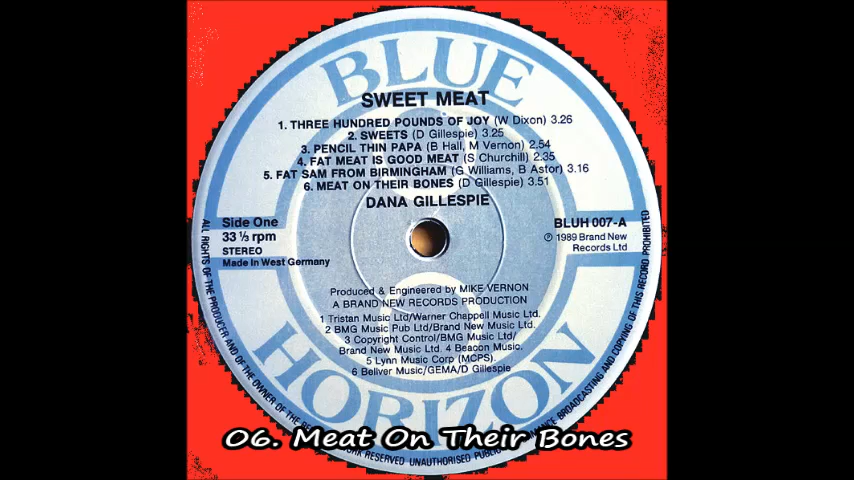 BLUE
SWEET MEAT
1. THREE HUNDRED POUNDS OF JOY (W Dixon) 3.26
2. SWEETS (D Gillespie) 3.25
3. PENCIL THIN PAPA (B Hall, M Vernon) 2.54
4. FAT MEAT IS GOOD MEAT (S Churchill) 2.35
5. FAT SAM FROM BIRMINGHAM (G Williams, B Astor) 3.16
6. MEAT ON THEIR BONES (D Gillespie) 3.51
DANA GILLESPIE
Side One
33 ⅓ rpm
STEREO
Made In West Germany
BLUH 007-A
℗ 1989 Brand New
Records Ltd
Produced & Engineered by MIKE VERNON
A BRAND NEW RECORDS PRODUCTION
1 Tristan Music Ltd/Warner Chappell Music Ltd.
2 BMG Music Pub Ltd/Brand New Music Ltd.
3 Copyright Control/BMG Music Ltd/
Brand New Music Ltd. 4 Beacon Music.
5 Lynn Music Corp (MCPS).
6 Bellver Music/GEMA/D Gillespie
HORIZON
ALL RIGHTS OF THE PRODUCER AND OF THE OWNER OF THE RESERVED UNAUTHORISED BROADCASTING AND COPYING OF THIS RECORD PROHIBITED
06. Meat On Their Bones